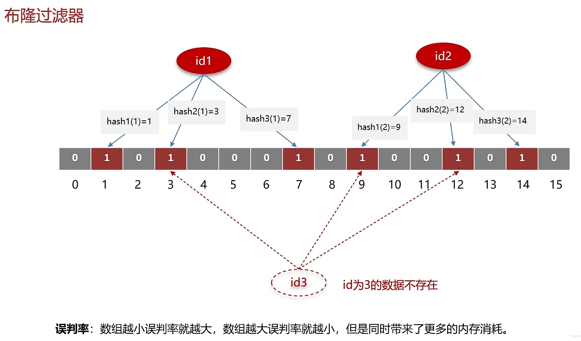 布隆过滤器
id1
id2
hash1(1)=1
hash2(1)=3
hash3(1)=7
hash1(2)=9
hash2(2)=12
hash3(2)=14
0 1 0 1 0 0 0 1 0 1 0 0 1 0 1 0
0 1 2 3 4 5 6 7 8 9 10 11 12 13 14 15
id3
id为3的数据不存在
误判率：数组越小误判率就越大，数组越大误判率就越小，但是同时带来了更多的内存消耗。